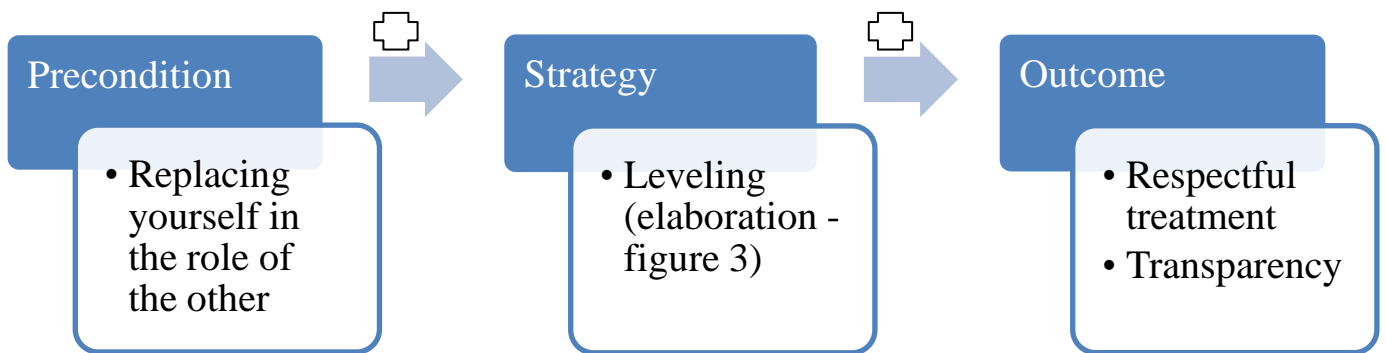 Precondition
• Replacing
yourself in
the role of
the other
Strategy
• Leveling
(elaboration -
figure 3)
Outcome
• Respectful
treatment
• Transparency